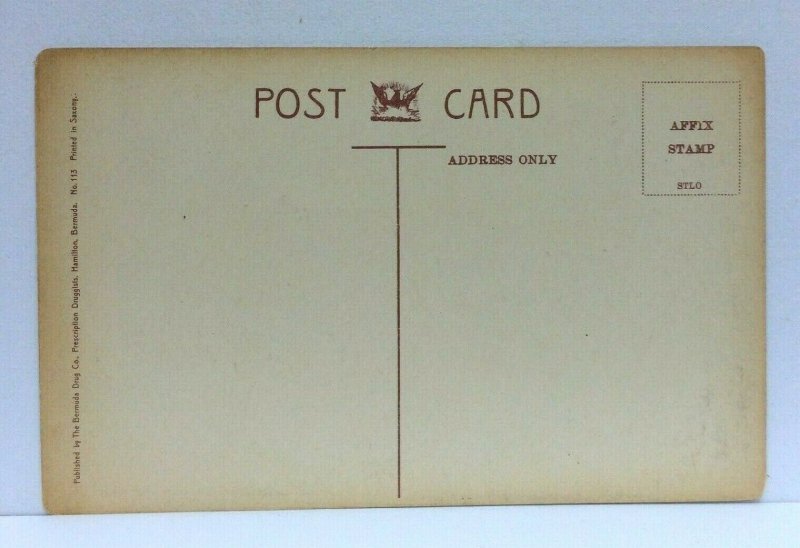 POST CARD
ADDRESS ONLY
AFFIX
STAMP
STLO
Published by The Bermuda Drug Co., Prescription Druggists, Hamilton, Bermuda. No. 113 Printed in Saxony.